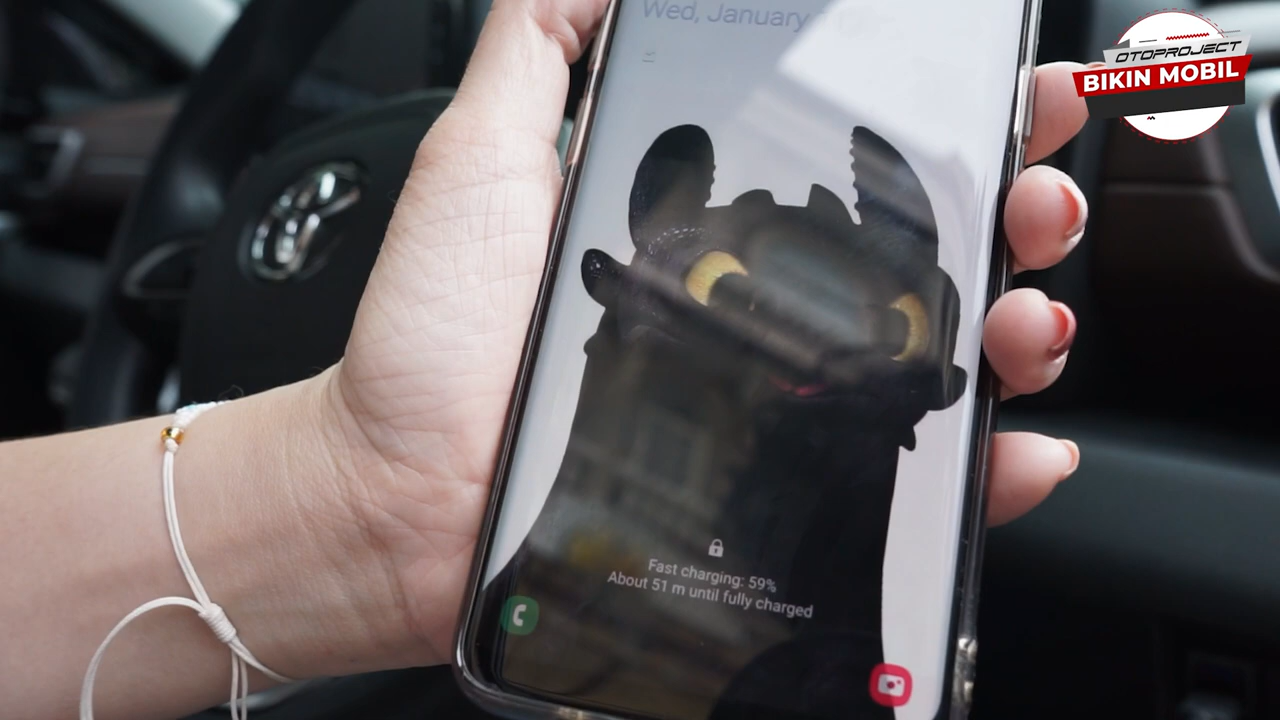 Wed, January
OTOPROJECT
BIKIN MOBIL
Fast charging: 59%
About 51 m until fully charged